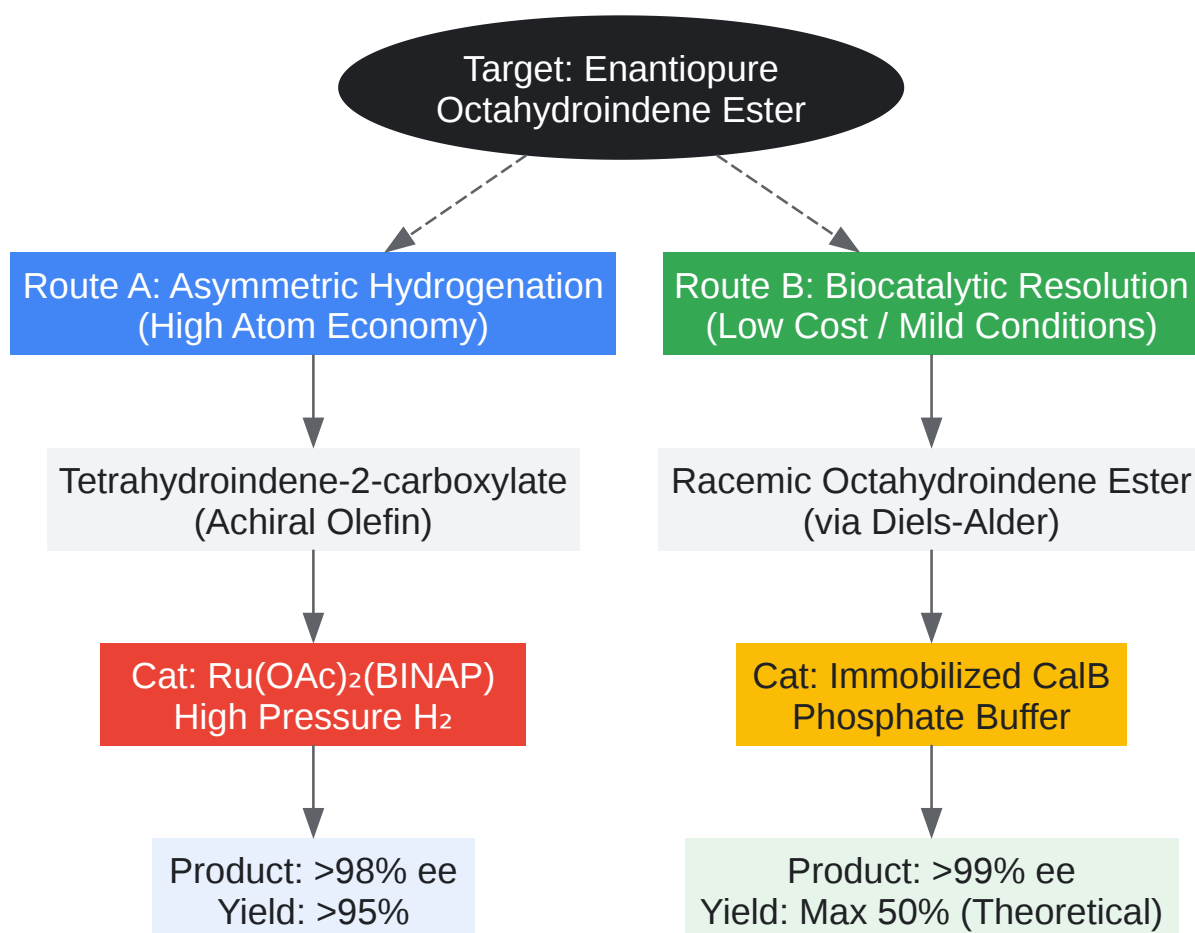 Target: Enantiopure
Octahydroindene Ester
Route A: Asymmetric Hydrogenation
(High Atom Economy)
Route B: Biocatalytic Resolution
(Low Cost / Mild Conditions)
Tetrahydroindene-2-carboxylate
(Achiral Olefin)
Racemic Octahydroindene Ester
(via Diels-Alder)
Cat: Ru(OAc)₂(BINAP)
High Pressure H₂
Cat: Immobilized CalB
Phosphate Buffer
Product: >98% ee
Yield: >95%
Product: >99% ee
Yield: Max 50% (Theoretical)